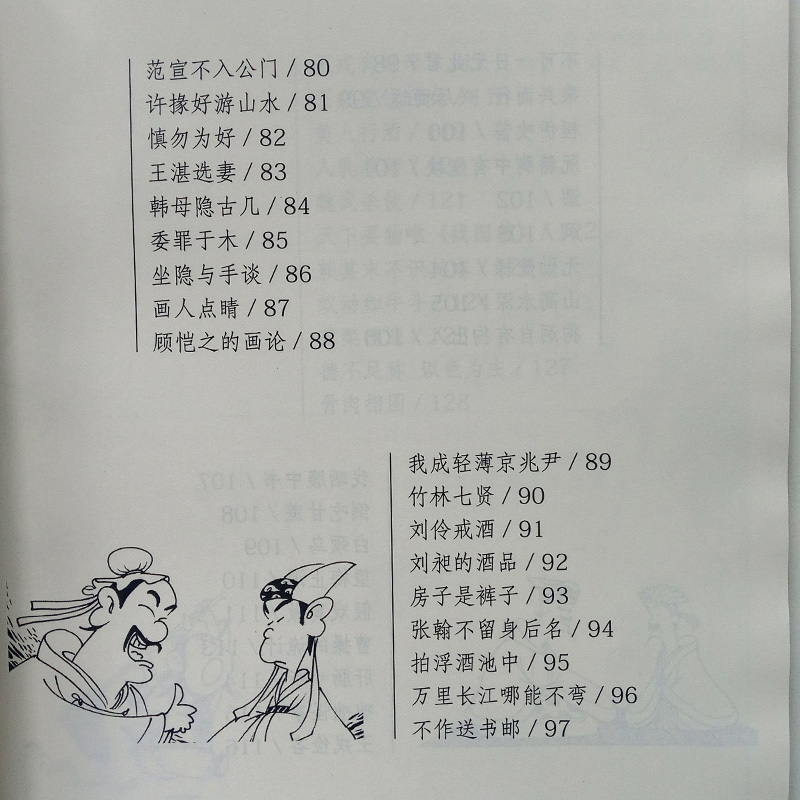 范宣不入公门 / 80
许掾好游山水 / 81
慎勿为好 / 82
王湛选妻 / 83
韩母隐古几 / 84
委罪于木 / 85
坐隐与手谈 / 86
画人点睛 / 87
顾恺之的画论 / 88
我成轻薄京兆尹 / 89
竹林七贤 / 90
刘伶戒酒 / 91
刘昶的酒品 / 92
房子是裤子 / 93
张翰不留身后名 / 94
拍浮酒池中 / 95
万里长江哪能不弯 / 96
不作送书邮 / 97